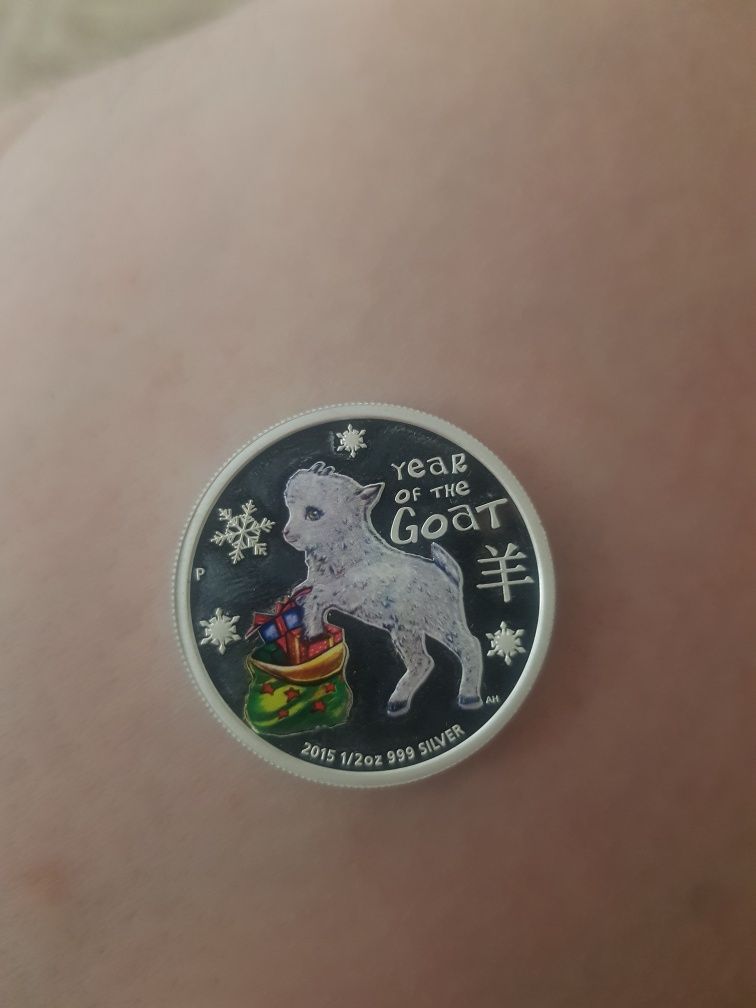 YeaR
OF THe
GoaT
羊
P
AH
2015 1/2oz 999 SILVER